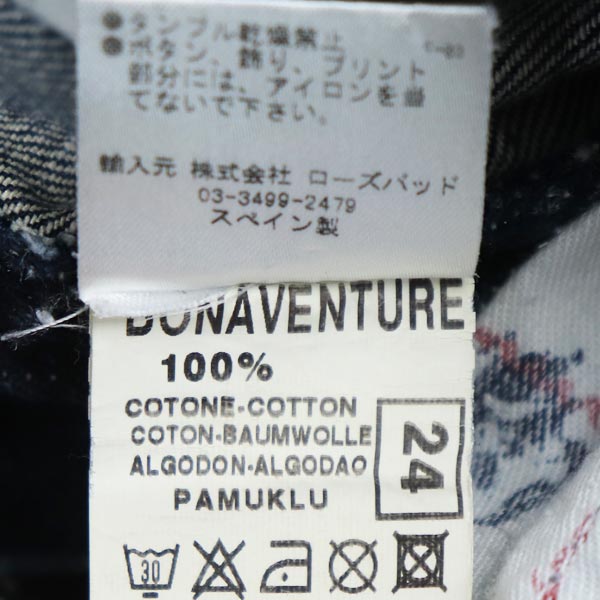 ●タンブル乾燥禁止
●ボタン、飾り、プリント
部分には、アイロンを当
てないで下さい。
輸入元 株式会社 ローズバッド
03-3499-2479
スペイン製
BONAVENTURE
100%
COTONE-COTTON
COTON-BAUMWOLLE
ALGODON-ALGODAO
PAMUKLU
24
30